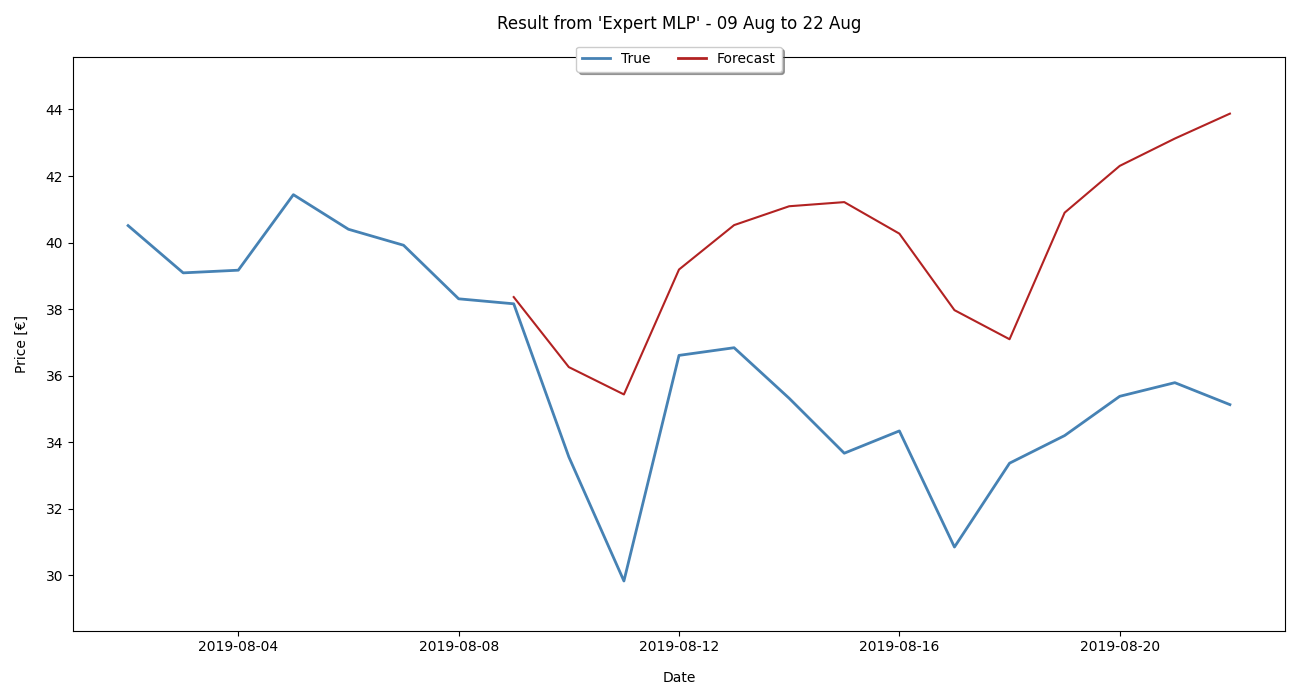 Result from 'Expert MLP' - 09 Aug to 22 Aug
True Forecast
44
42
40
38
36
34
32
30
Price [€]
2019-08-04 2019-08-08 2019-08-12 2019-08-16 2019-08-20
Date